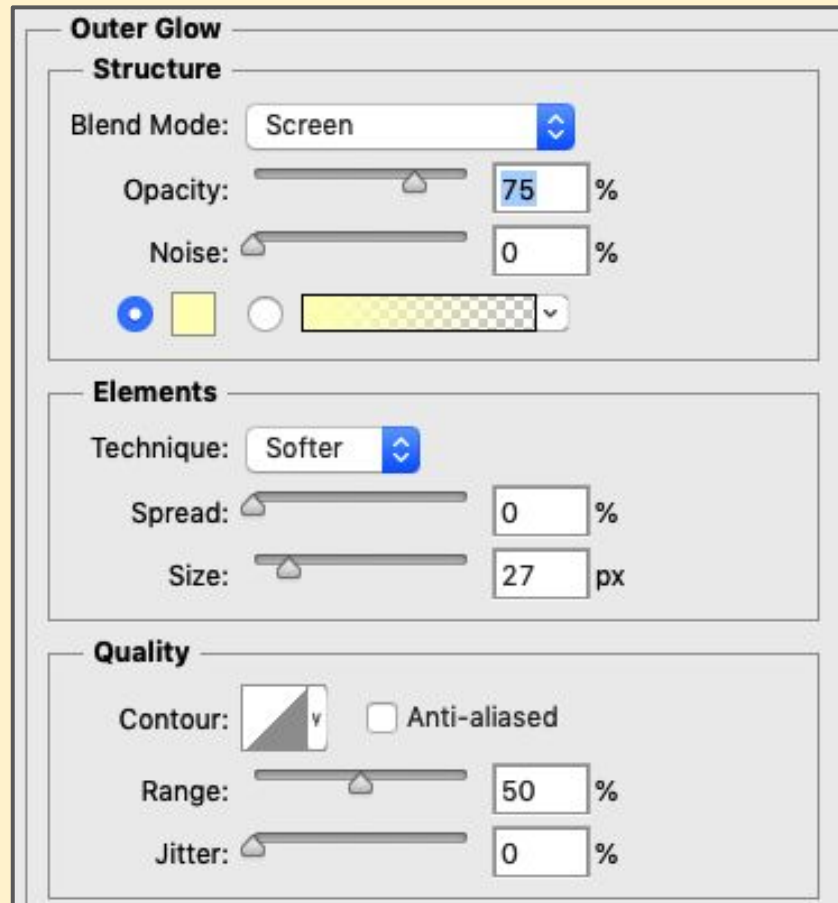 Outer Glow
Structure
Blend Mode: Screen
Opacity: 75 %
Noise: 0 %
Elements
Technique: Softer
Spread: 0 %
Size: 27 px
Quality
Contour: Anti-aliased
Range: 50 %
Jitter: 0 %